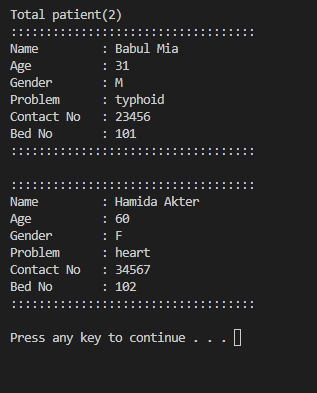 Total patient(2)
:::::::::::::::::::::::::::::::::::
Name         : Babul Mia
Age          : 31
Gender       : M
Problem      : typhoid
Contact No   : 23456
Bed No       : 101
:::::::::::::::::::::::::::::::::::

:::::::::::::::::::::::::::::::::::
Name         : Hamida Akter
Age          : 60
Gender       : F
Problem      : heart
Contact No   : 34567
Bed No       : 102
:::::::::::::::::::::::::::::::::::

Press any key to continue . . .